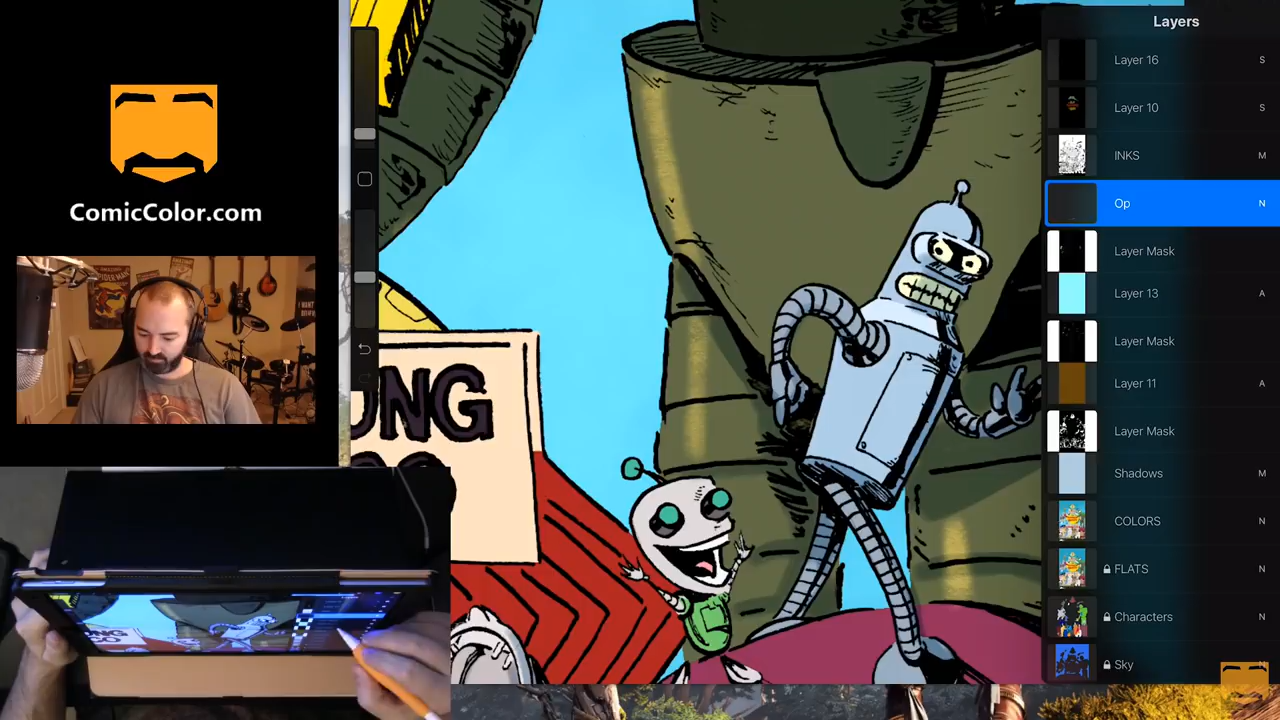 ComicColor.com
UNG
Layers
Layer 16 S
Layer 10 S
INKS M
Op N
Layer Mask
Layer 13 A
Layer Mask
Layer 11 A
Layer Mask
Shadows M
COLORS N
FLATS N
Characters N
Sky